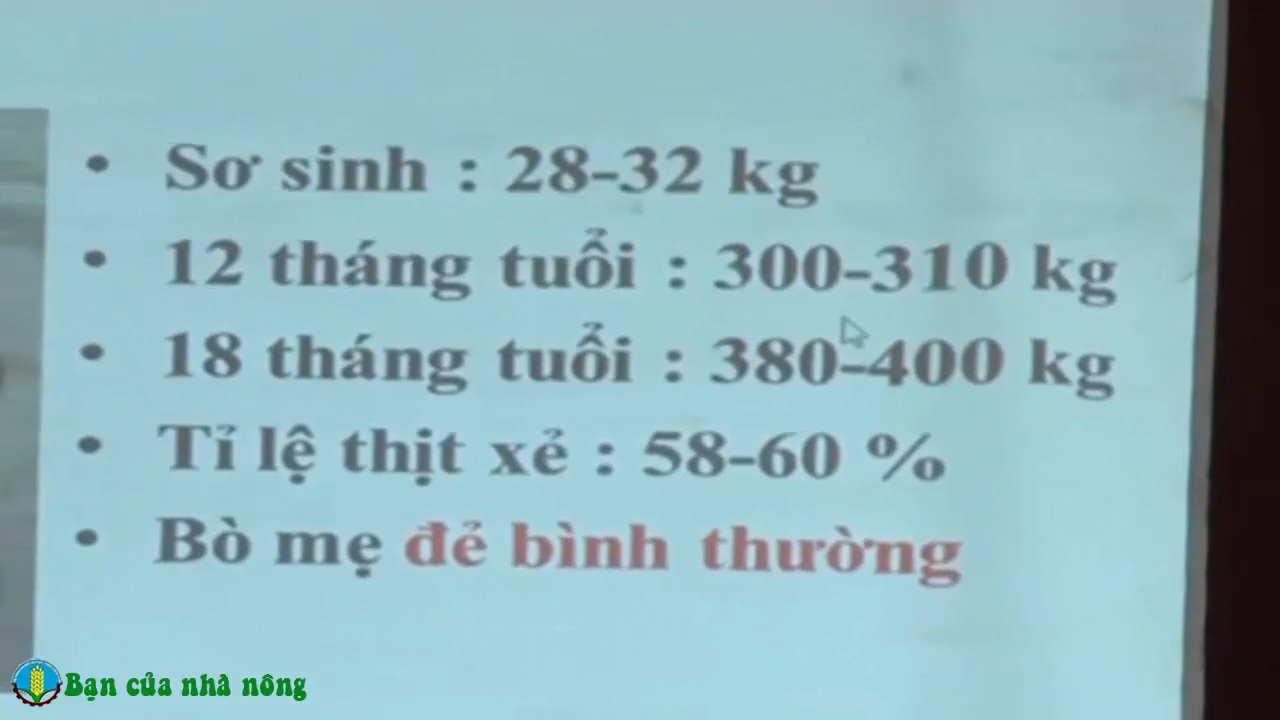 • Sơ sinh : 28-32 kg
• 12 tháng tuổi : 300-310 kg
• 18 tháng tuổi : 380-400 kg
• Tỉ lệ thịt xẻ : 58-60 %
• Bò mẹ đẻ bình thường
Bạn của nhà nông